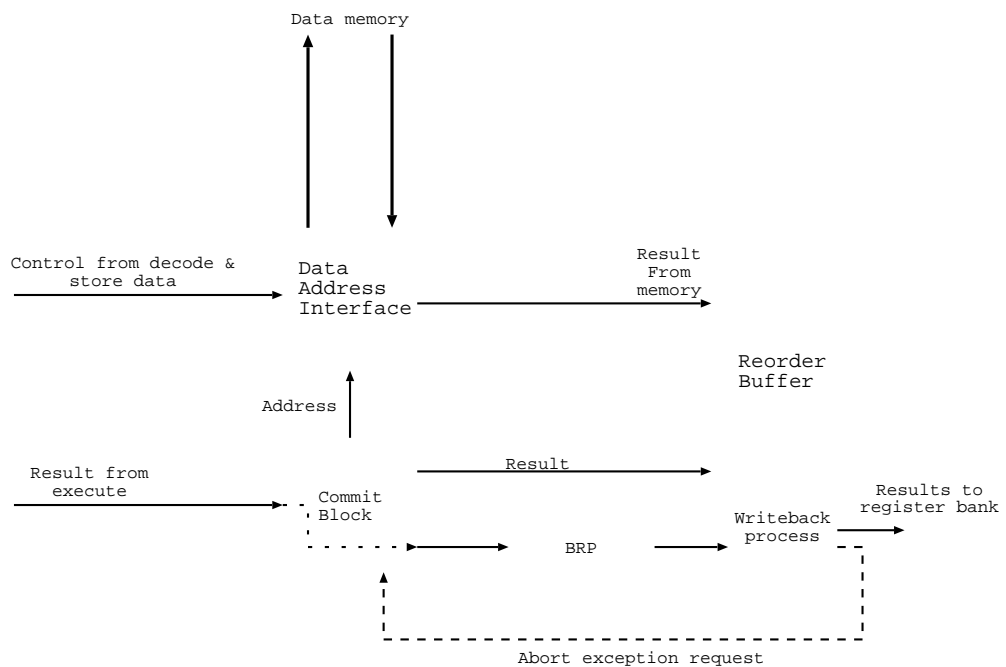 Data memory
Control from decode &
store data
Data
Address
Interface
Result
From
memory
Reorder
Buffer
Address
Result from
execute
Commit
Block
Result
BRP
Writeback
process
Results to
register bank
Abort exception request